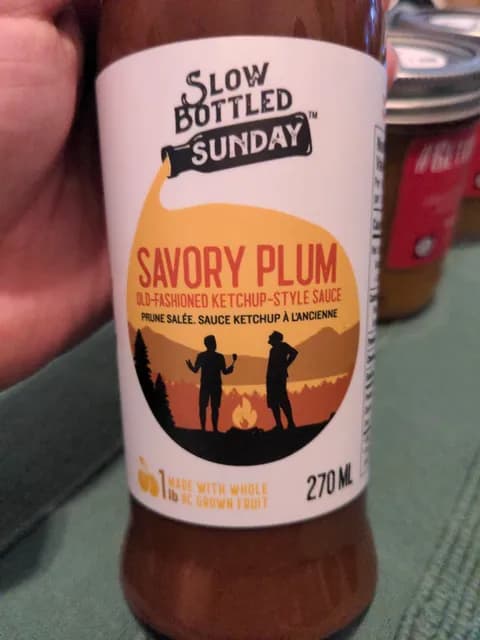 SLOW
BOTTLED
SUNDAY™
SAVORY PLUM
OLD-FASHIONED KETCHUP-STYLE SAUCE
PRUNE SALÉE. SAUCE KETCHUP À L'ANCIENNE
1 lb MADE WITH WHOLE
BC GROWN FRUIT
270 ML